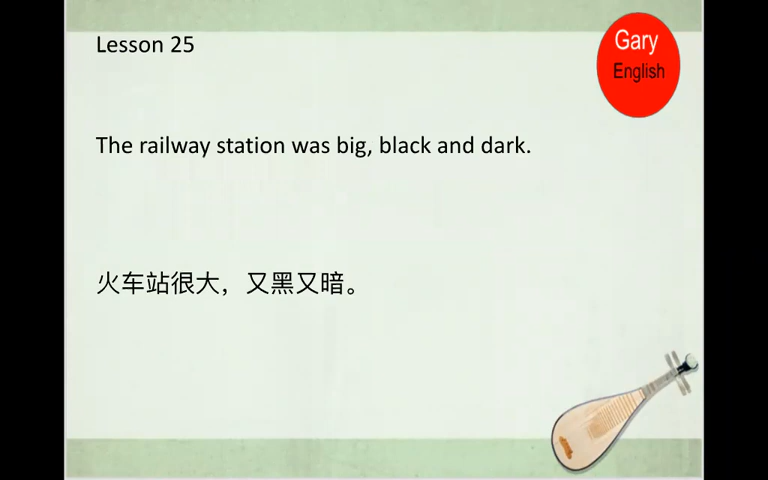 Lesson 25
Gary
English
The railway station was big, black and dark.
火车站很大，又黑又暗。